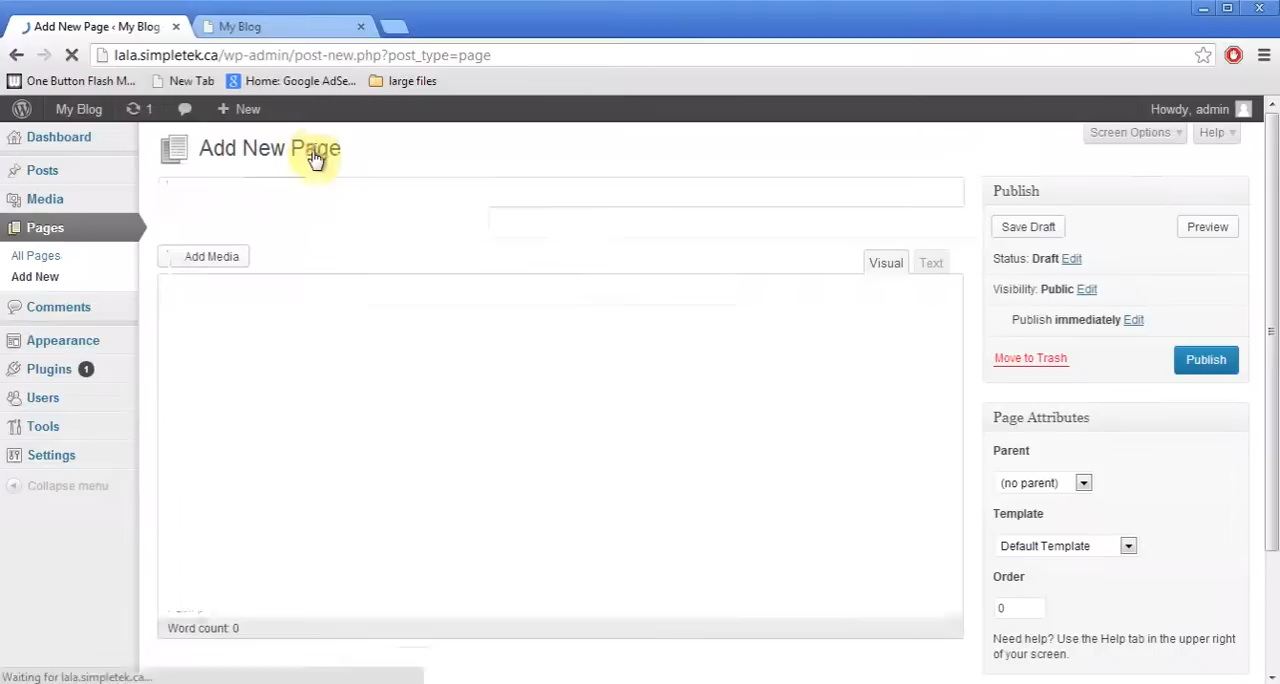 Add New Page ‹ My Blog
My Blog
lala.simpletek.ca/wp-admin/post-new.php?post_type=page
One Button Flash M...
New Tab
Home: Google AdSe...
large files
My Blog
1
New
Howdy, admin
Dashboard
Add New Page
Screen Options
Help
Posts
Media
Pages
All Pages
Add New
Comments
Appearance
Plugins 1
Users
Tools
Settings
Collapse menu
Add Media
Visual
Text
Word count: 0
Publish
Save Draft
Preview
Status: Draft Edit
Visibility: Public Edit
Publish immediately Edit
Move to Trash
Publish
Page Attributes
Parent
(no parent)
Template
Default Template
Order
0
Need help? Use the Help tab in the upper right
of your screen.
Waiting for lala.simpletek.ca...